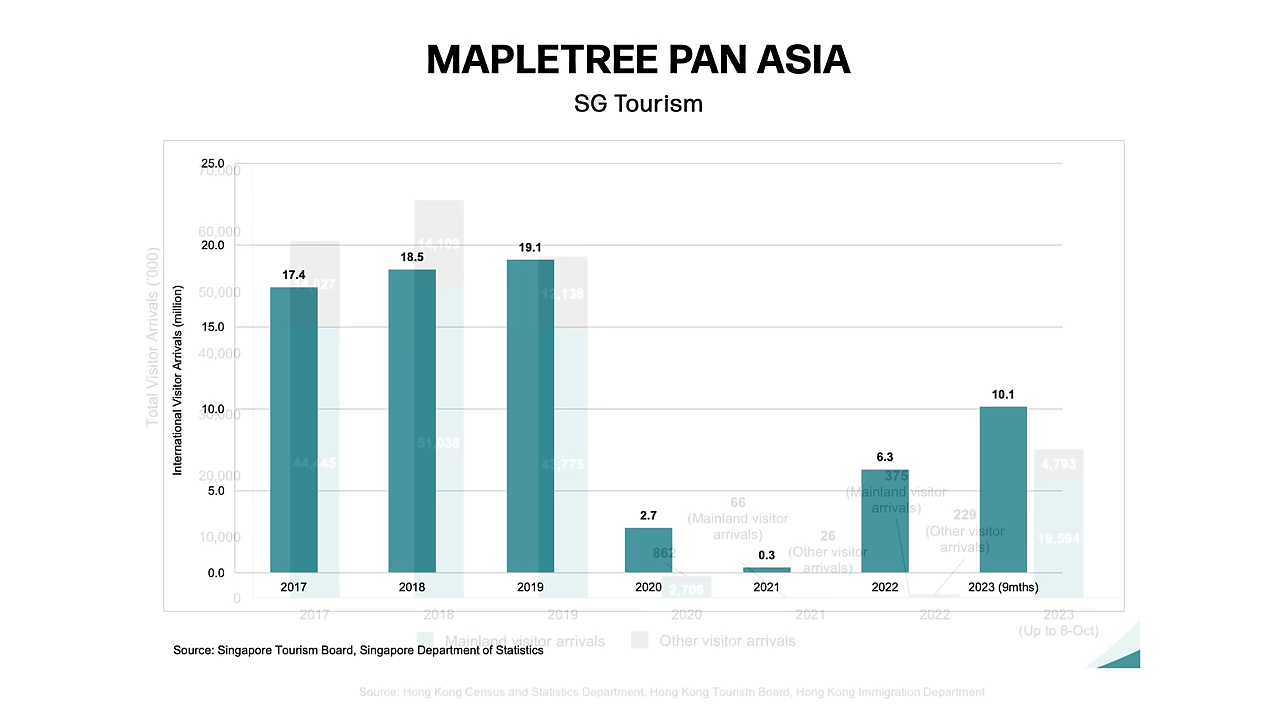 MAPLETREE PAN ASIA
SG Tourism
25.0
70,000
60,000
20.0
50,000
15.0
40,000
10.0
30,000
20,000
5.0
10,000
0.0
0
Total Visitor Arrivals ('000)
International Visitor Arrivals (million)
17.4
18.5
19.1
2.7
0.3
6.3
10.1
14,027
14,109
12,138
44,445
51,038
43,775
862
2,706
66
(Mainland visitor
arrivals)
26
(Other visitor
arrivals)
375
(Mainland visitor
arrivals)
229
(Other visitor
arrivals)
4,793
19,594
2017 2018 2019 2020 2021 2022 2023 (9mths)
2017 2018 2019 2020 2021 2022 2023
(Up to 8-Oct)
Mainland visitor arrivals Other visitor arrivals
Source: Singapore Tourism Board, Singapore Department of Statistics
Source: Hong Kong Census and Statistics Department, Hong Kong Tourism Board, Hong Kong Immigration Department